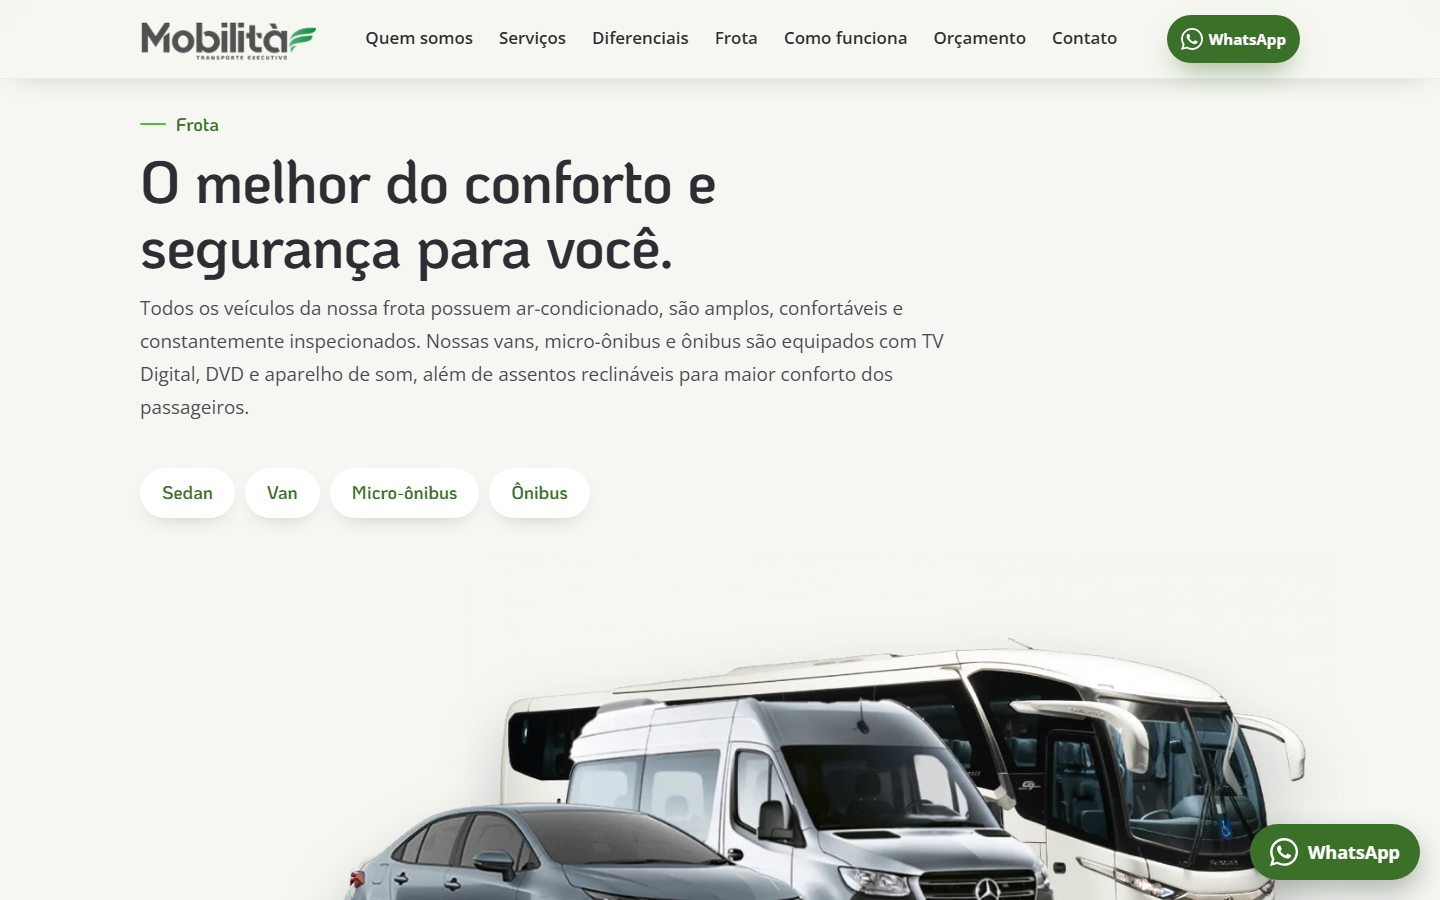 Mobilità
TRANSPORTE EXECUTIVO
Quem somos
Serviços
Diferenciais
Frota
Como funciona
Orçamento
Contato
WhatsApp
Frota
O melhor do conforto e
segurança para você.
Todos os veículos da nossa frota possuem ar-condicionado, são amplos, confortáveis e
constantemente inspecionados. Nossas vans, micro-ônibus e ônibus são equipados com TV
Digital, DVD e aparelho de som, além de assentos reclináveis para maior conforto dos
passageiros.
Sedan
Van
Micro-ônibus
Ônibus
WhatsApp